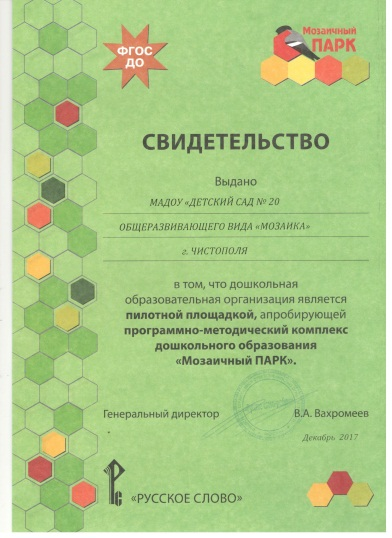 ФГОС
ДО
Мозаичный
ПАРК
СВИДЕТЕЛЬСТВО
Выдано
МАДОУ «ДЕТСКИЙ САД № 20
ОБЩЕРАЗВИВАЮЩЕГО ВИДА «МОЗАИКА»
г. ЧИСТОПОЛЯ
в том, что дошкольная
образовательная организация является
пилотной площадкой, апробирующей
программно-методический комплекс
дошкольного образования
«Мозаичный ПАРК».
Генеральный директор В.А. Вахромеев
Декабрь 2017
«РУССКОЕ СЛОВО»